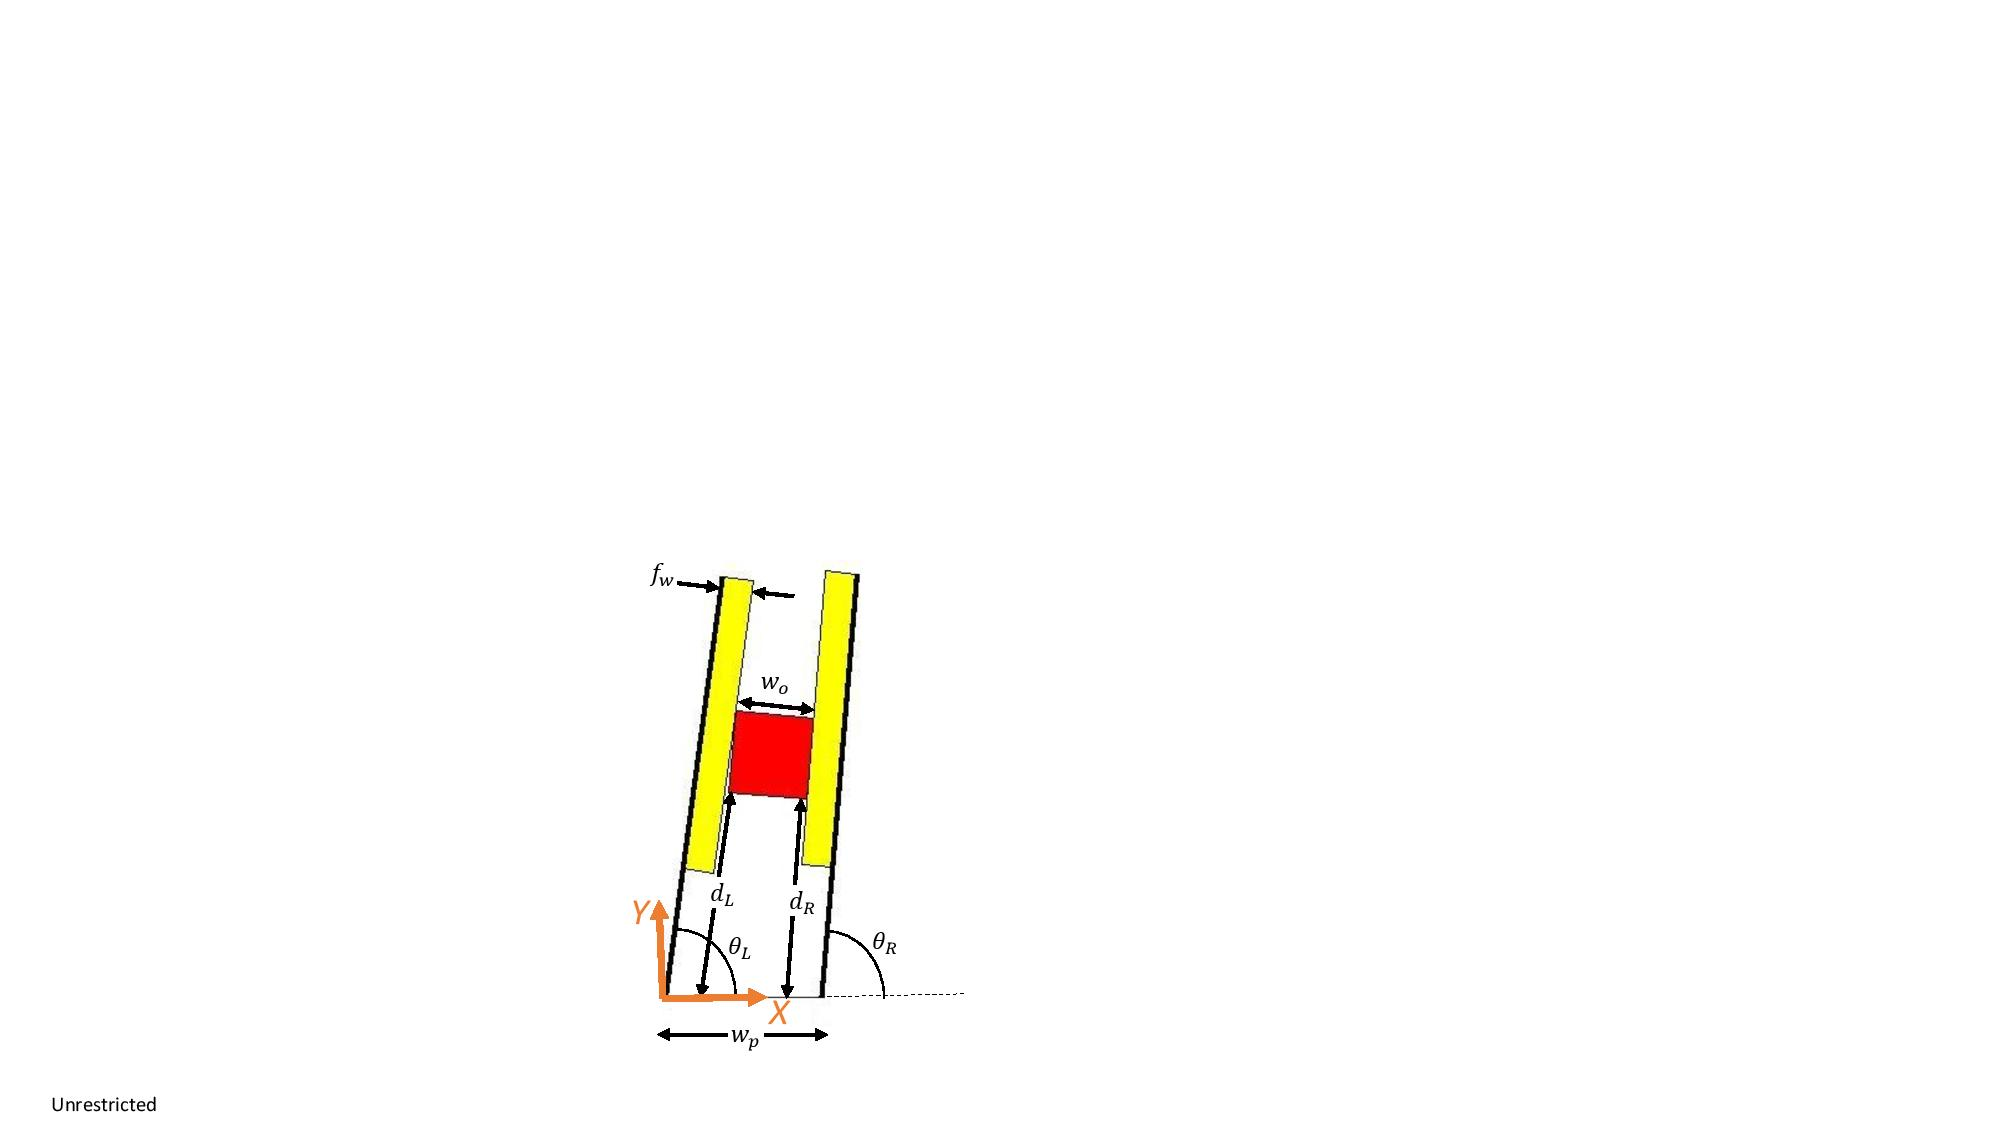 f_w
w_o
d_L
d_R
Y
θ_L
θ_R
X
w_p
Unrestricted